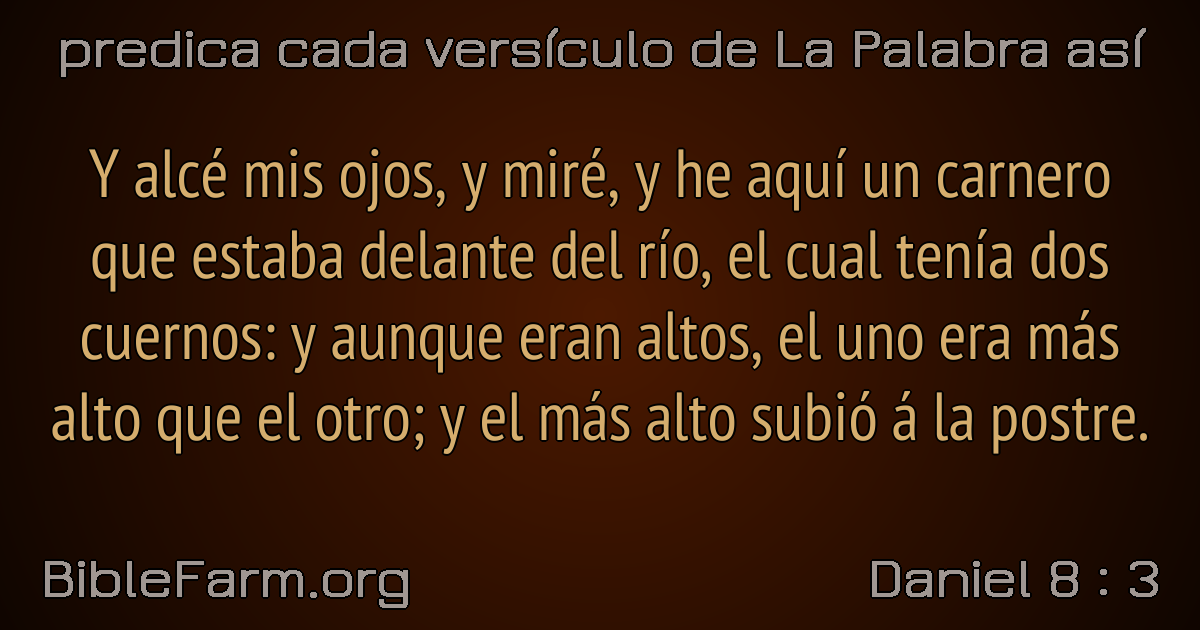 predica cada versículo de La Palabra así
Y alcé mis ojos, y miré, y he aquí un carnero
que estaba delante del río, el cual tenía dos
cuernos: y aunque eran altos, el uno era más
alto que el otro; y el más alto subió á la postre.
BibleFarm.org
Daniel 8 : 3